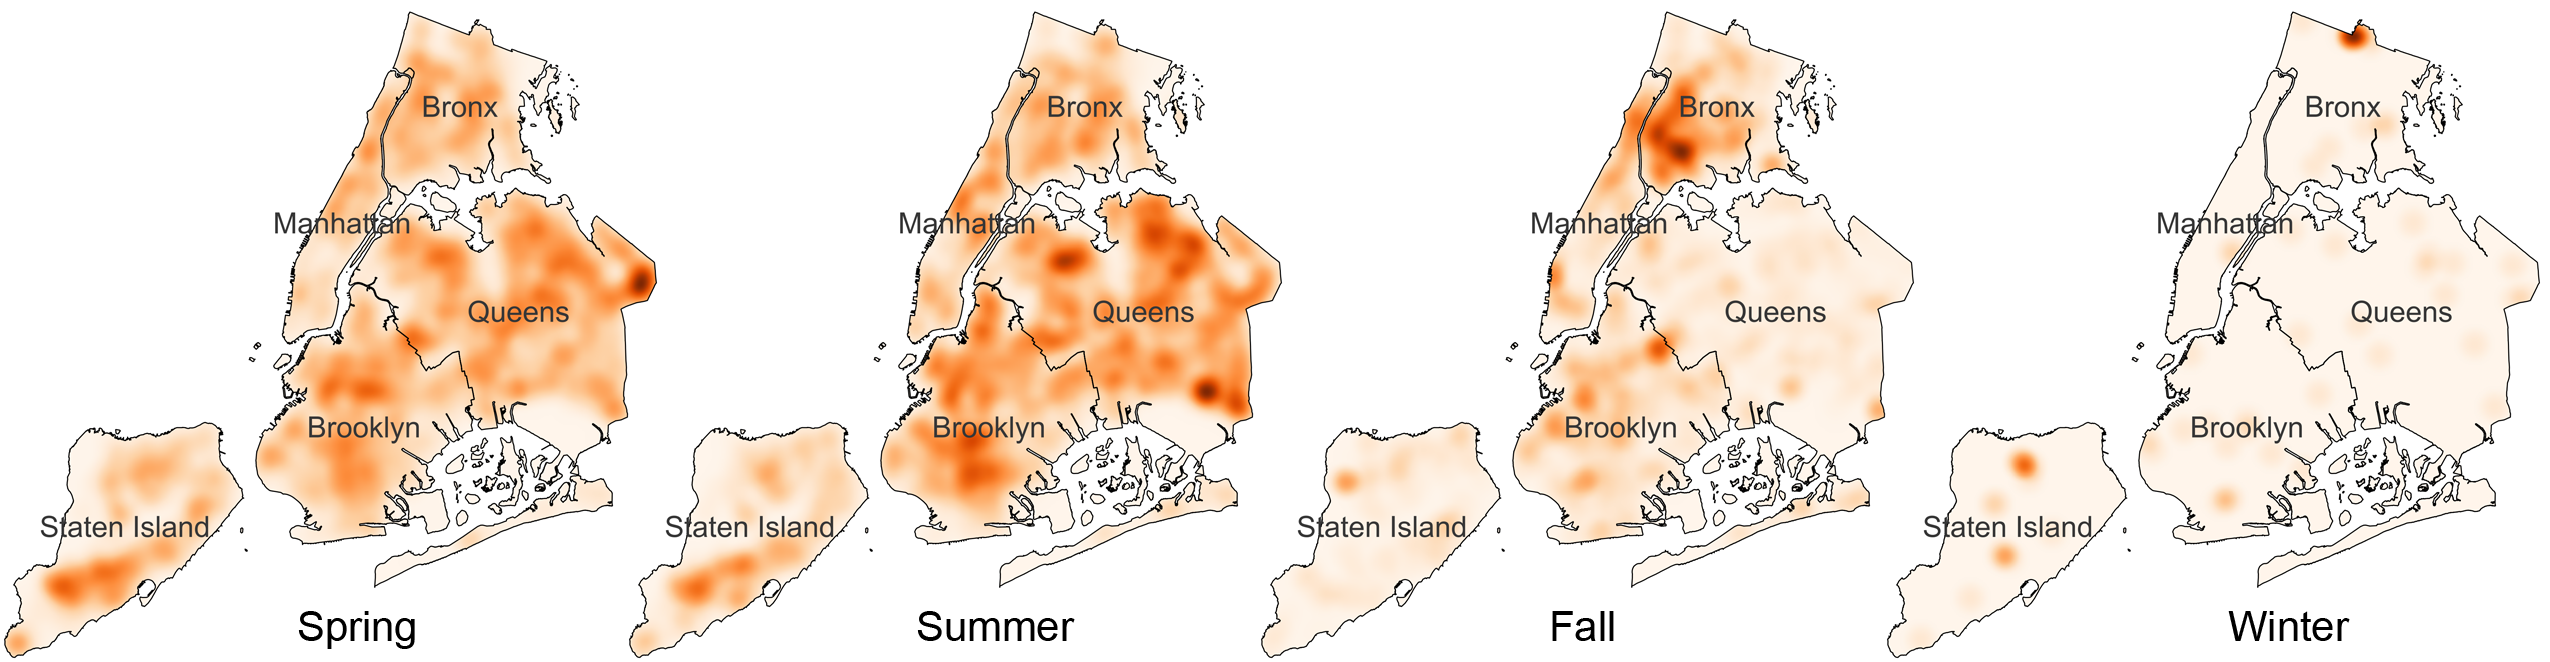 Bronx
Manhattan
Queens
Brooklyn
Staten Island
Spring
Bronx
Manhattan
Queens
Brooklyn
Staten Island
Summer
Bronx
Manhattan
Queens
Brooklyn
Staten Island
Fall
Bronx
Manhattan
Queens
Brooklyn
Staten Island
Winter